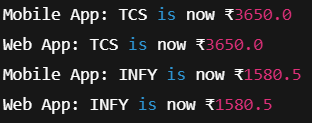 Mobile App: TCS is now ₹3650.0
Web App: TCS is now ₹3650.0
Mobile App: INFY is now ₹1580.5
Web App: INFY is now ₹1580.5